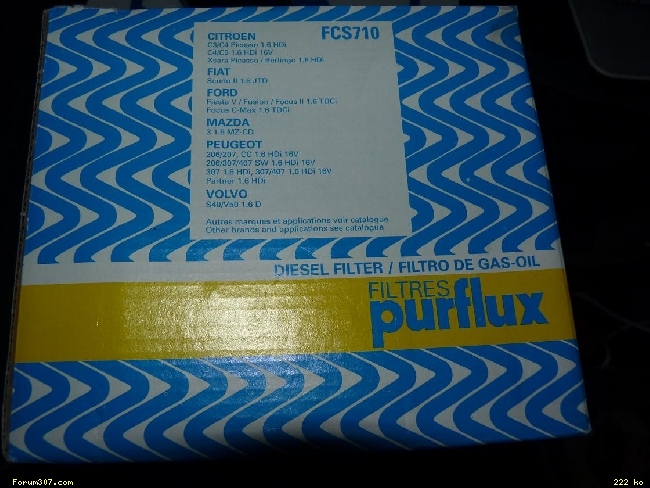 CITROEN FCS710
C3/C4 Picasso 1.6 HDi
C4/C5 1.6 HDi 16V
Xsara Picasso / Berlingo 1.6 HDi
FIAT
Scudo II 1.6 JTD
FORD
Fiesta V / Fusion / Focus II 1.6 TDCi
Focus C-Max 1.6 TDCi
MAZDA
3 1.6 MZ-CD
PEUGEOT
206/207, CC 1.6 HDi 16V
206/307/407 SW 1.6 HDi 16V
307 1.6 HDi, 307/407 1.6 HDi 16V
Partner 1.6 HDi
VOLVO
S40/V50 1.6 D
Autres marques et applications voir catalogue
Other brands and applications see catalogue
DIESEL FILTER / FILTRO DE GAS-OIL
FILTRES
purflux
Forum307.com 222 ko